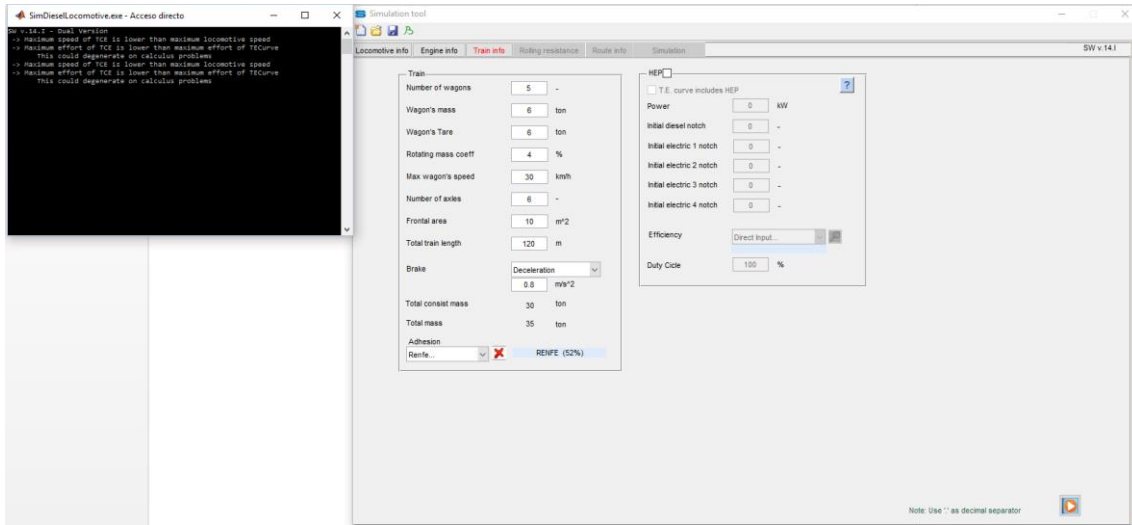 SimDieselLocomotive.exe - Acceso directo
SW v.14.I - Dual Version
-> Maximum speed of TCE is lower than maximum locomotive speed
-> Maximum effort of TCE is lower than maximum effort of TECurve
This could degenerate on calculus problems
-> Maximum speed of TCE is lower than maximum locomotive speed
-> Maximum effort of TCE is lower than maximum effort of TECurve
This could degenerate on calculus problems
Simulation tool
Locomotive info Engine info Train info Rolling resistance Route info Simulation SW v.14.I
Train
Number of wagons 5 -
Wagon's mass 6 ton
Wagon's Tare 6 ton
Rotating mass coeff 4 %
Max wagon's speed 30 km/h
Number of axles 6 -
Frontal area 10 m^2
Total train length 120 m
Brake Deceleration
0.8 m/s^2
Total consist mass 30 ton
Total mass 35 ton
Adhesion
Renfe... RENFE (52%)
HEP
T.E. curve includes HEP ?
Power 0 kW
Initial diesel notch 0 -
Initial electric 1 notch 0 -
Initial electric 2 notch 0 -
Initial electric 3 notch 0 -
Initial electric 4 notch 0 -
Efficiency Direct Input...
Duty Cicle 100 %
Note: Use '.' as decimal separator